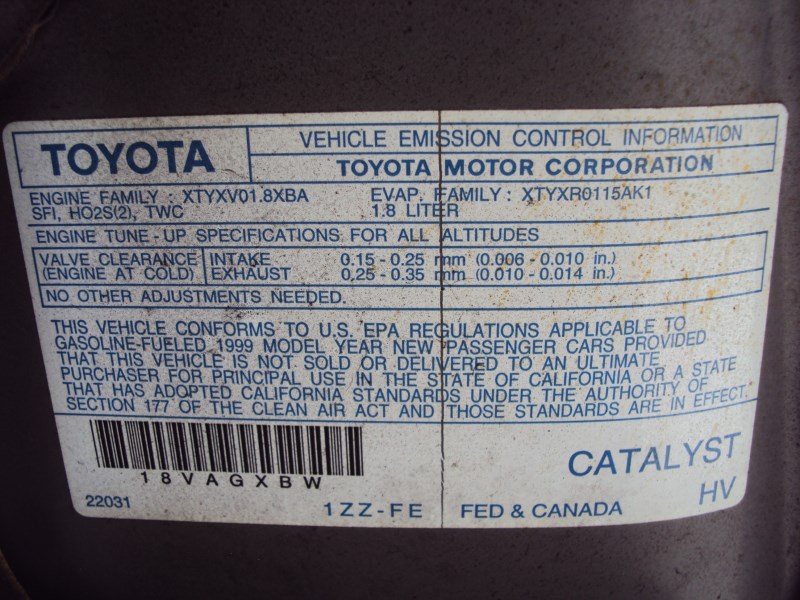 TOYOTA
VEHICLE EMISSION CONTROL INFORMATION
TOYOTA MOTOR CORPORATION
ENGINE FAMILY : XTYXV01.8XBA EVAP. FAMILY : XTYXR0115AK1
SFI, HO2S(2), TWC 1.8 LITER
ENGINE TUNE-UP SPECIFICATIONS FOR ALL ALTITUDES
VALVE CLEARANCE INTAKE 0.15 - 0.25 mm (0.006 - 0.010 in.)
(ENGINE AT COLD) EXHAUST 0.25 - 0.35 mm (0.010 - 0.014 in.)
NO OTHER ADJUSTMENTS NEEDED.
THIS VEHICLE CONFORMS TO U.S. EPA REGULATIONS APPLICABLE TO
GASOLINE-FUELED 1999 MODEL YEAR NEW PASSENGER CARS PROVIDED
THAT THIS VEHICLE IS NOT SOLD OR DELIVERED TO AN ULTIMATE
PURCHASER FOR PRINCIPAL USE IN THE STATE OF CALIFORNIA OR A STATE
THAT HAS ADOPTED CALIFORNIA STANDARDS UNDER THE AUTHORITY OF
SECTION 177 OF THE CLEAN AIR ACT AND THOSE STANDARDS ARE IN EFFECT.
18VAGXBW
CATALYST
22031 1ZZ-FE FED & CANADA HV